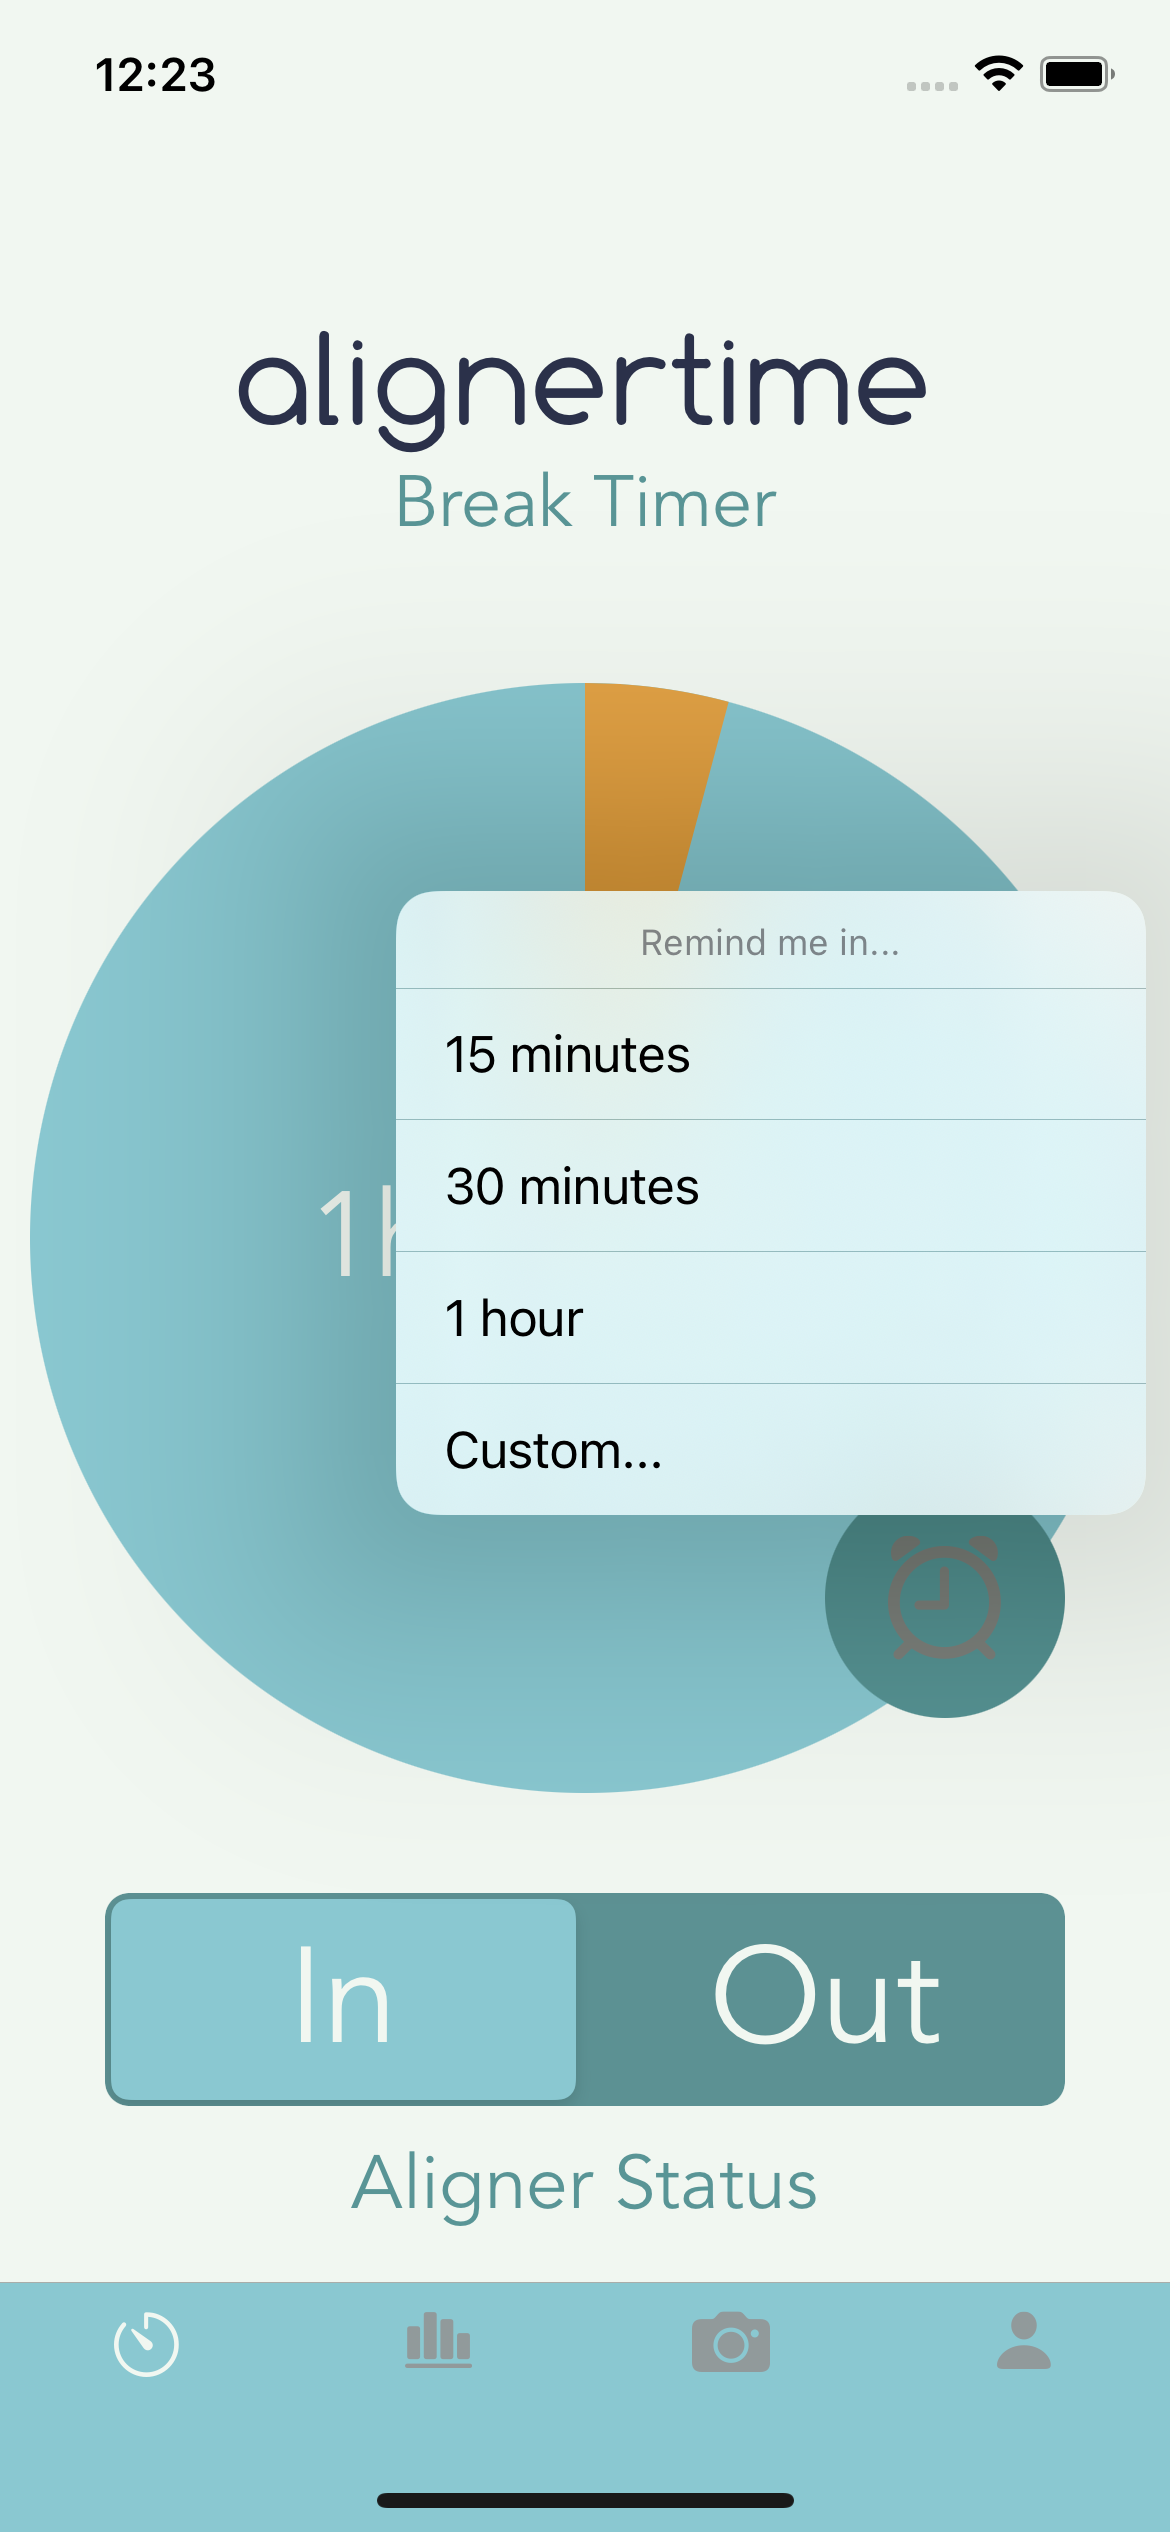 12:23
alignertime
Break Timer
Remind me in...
15 minutes
30 minutes
1 hour
Custom...
In
Out
Aligner Status